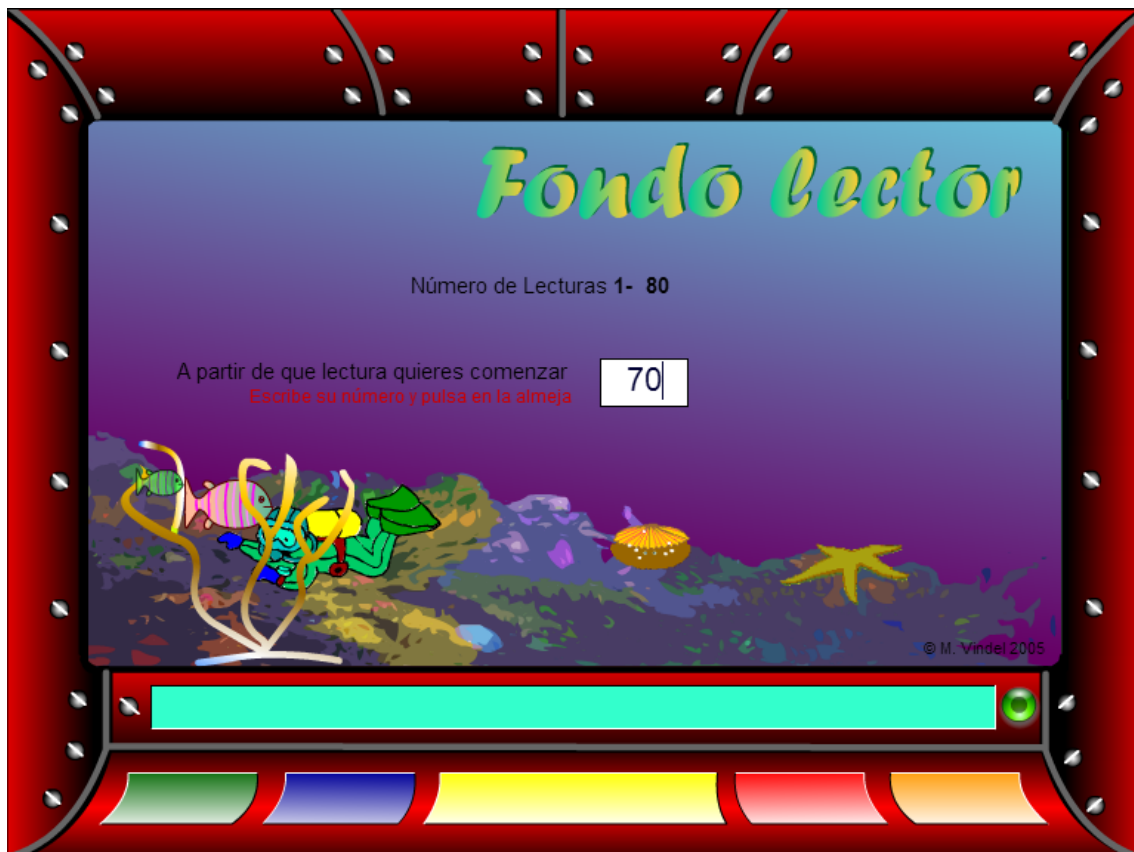 Fondo lector
Número de Lecturas 1- 80
A partir de que lectura quieres comenzar
70
Escribe su número y pulsa en la almeja
© M. Vindel 2005